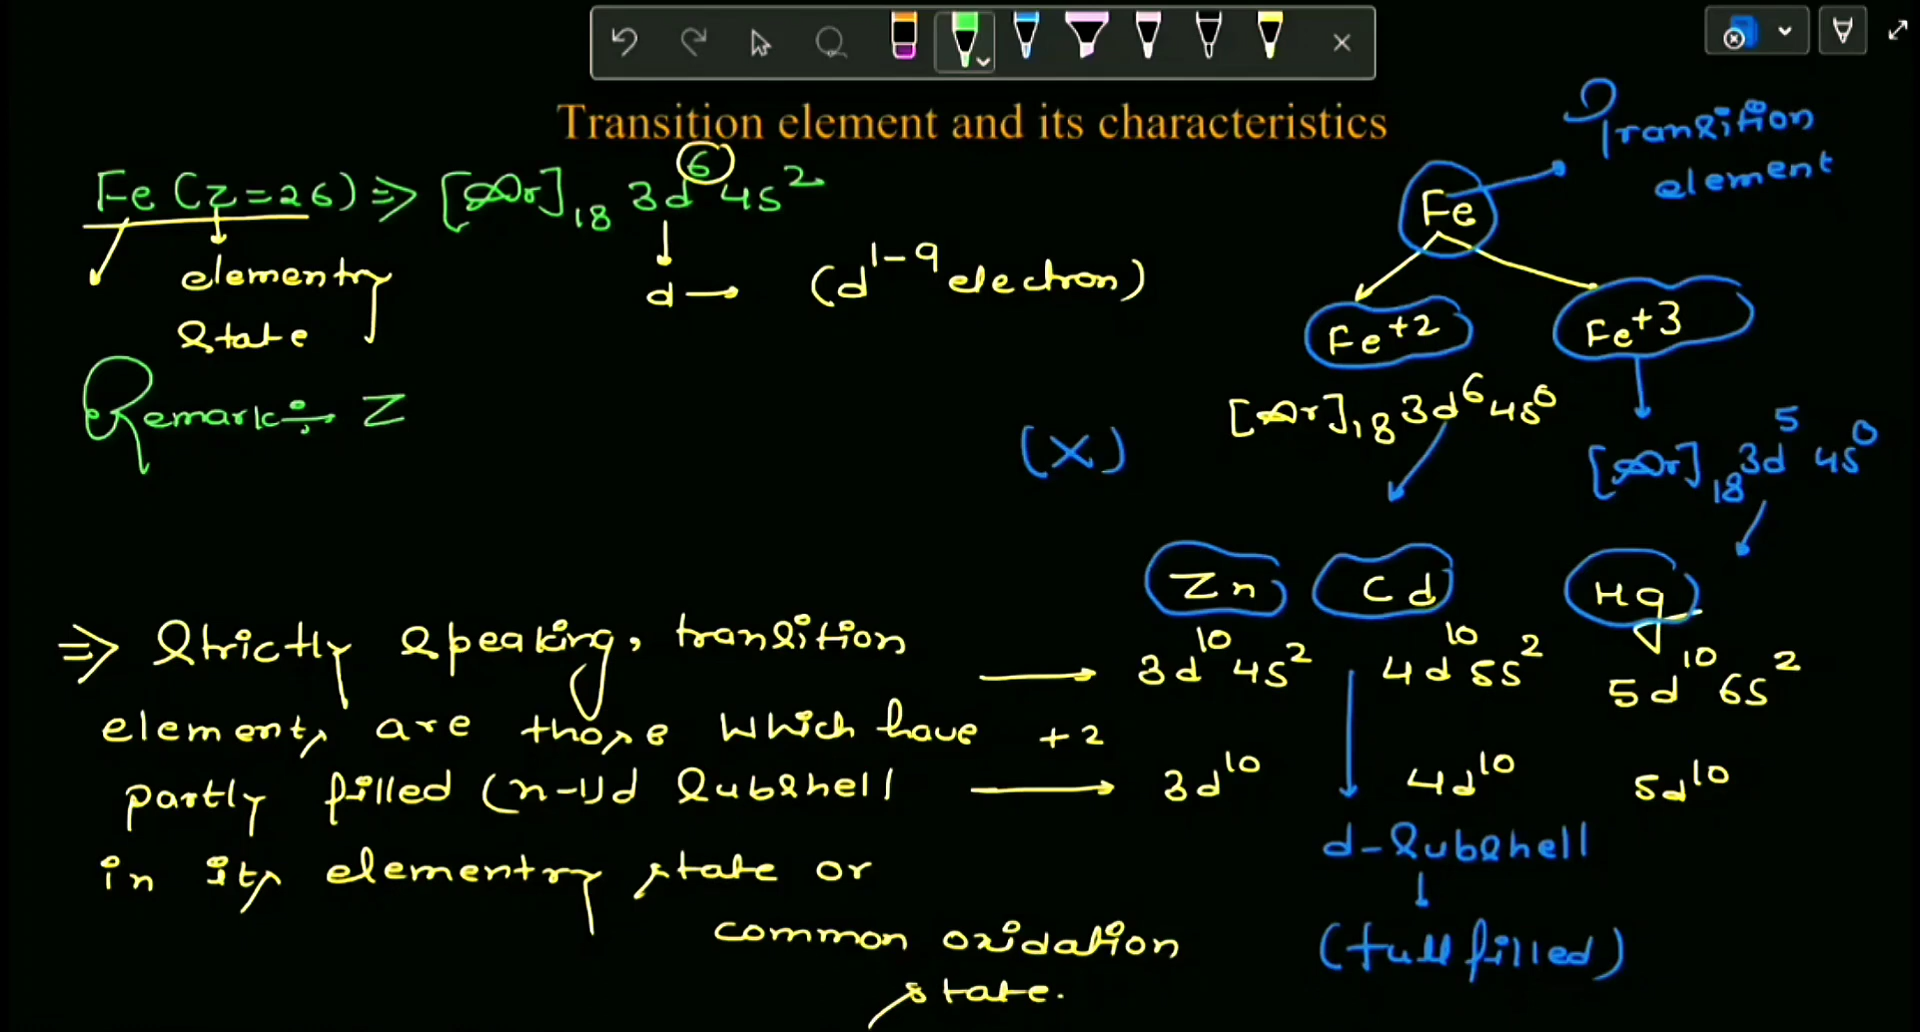 Transition element and its characteristics
Fe (Z=26) ⇒ [Ar]₁₈ 3d⁶ 4s²
elementry
state
d → (d¹⁻⁹ electron)
Remark ÷ Z
Transition
element
Fe
Fe⁺² Fe⁺³
[Ar]₁₈ 3d⁶ 4s⁰
[Ar]₁₈ 3d⁵ 4s⁰
(X)
Zn Cd Hg
3d¹⁰ 4s² 4d¹⁰ 5s² 5d¹⁰ 6s²
+2
3d¹⁰ 4d¹⁰ 5d¹⁰
d-subshell
(full filled)
⇒ Strictly speaking, transition
elements are those which have
partly filled (n-1)d subshell
in its elementry state or
common oxidation
state.